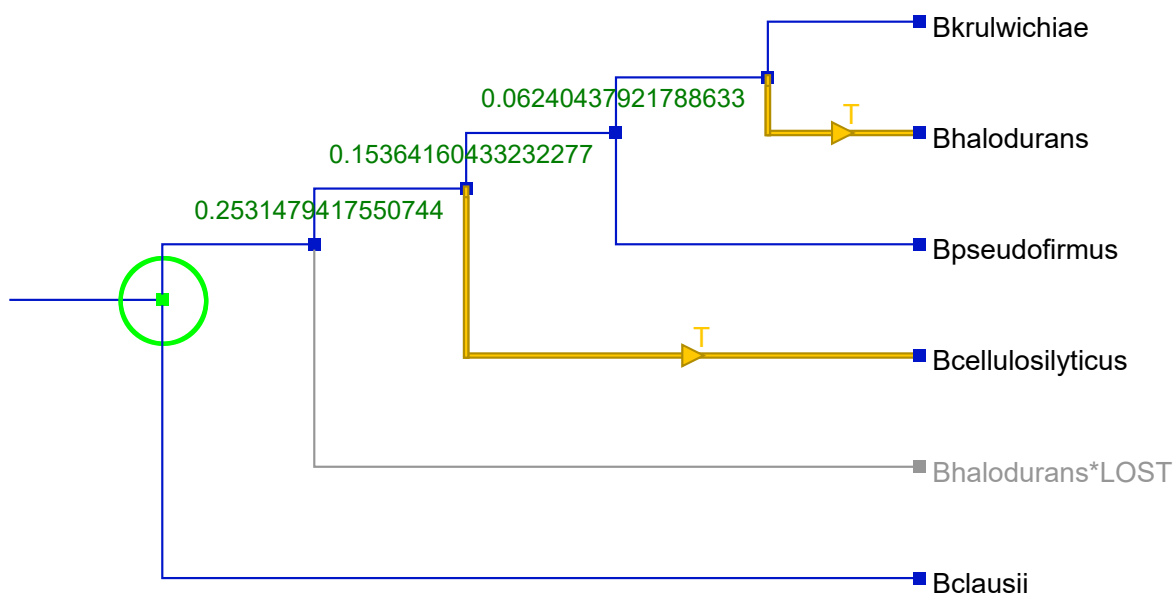 Bkrulwichiae
0.06240437921788633
T
Bhalodurans
0.15364160433232277
0.2531479417550744
Bpseudofirmus
T
Bcellulosilyticus
Bhalodurans*LOST
Bclausii